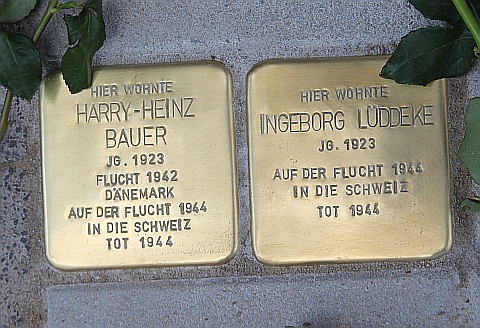 HIER WOHNTE
HARRY-HEINZ
BAUER
JG. 1923
FLUCHT 1942
DÄNEMARK
AUF DER FLUCHT 1944
IN DIE SCHWEIZ
TOT 1944
HIER WOHNTE
INGEBORG LÜDDEKE
JG. 1923
AUF DER FLUCHT 1944
IN DIE SCHWEIZ
TOT 1944